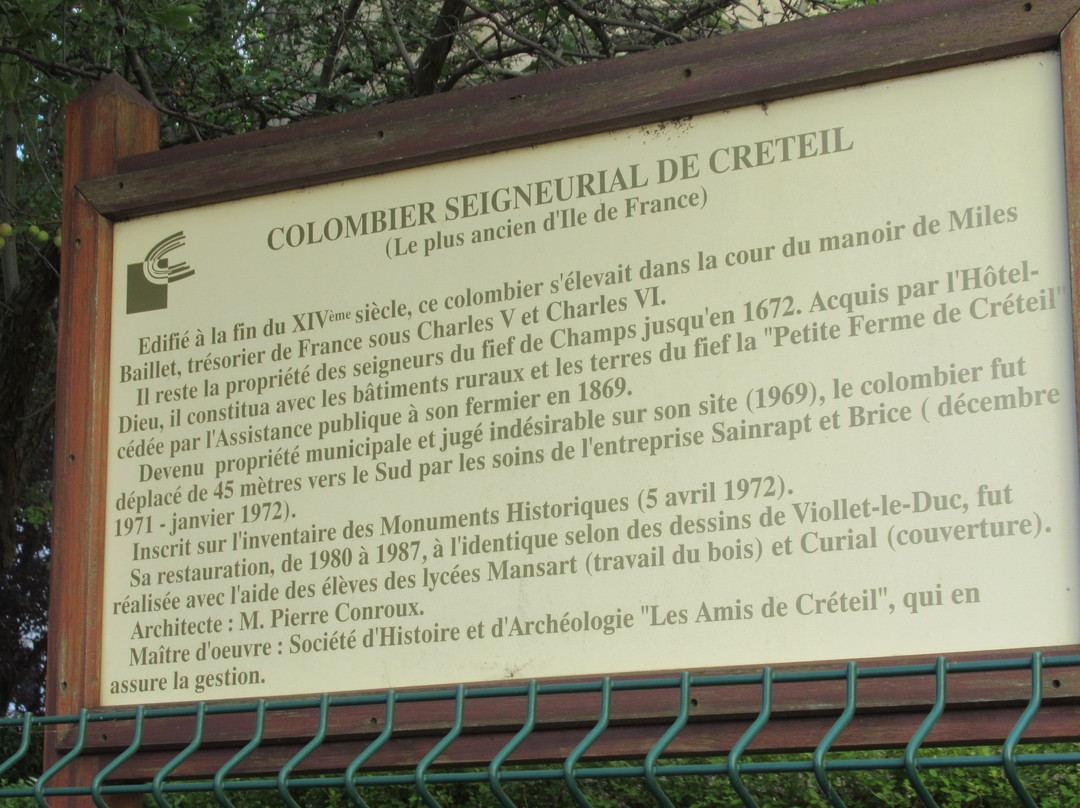 COLOMBIER SEIGNEURIAL DE CRETEIL
(Le plus ancien d'Ile de France)
Edifié à la fin du XIVème siècle, ce colombier s'élevait dans la cour du manoir de Miles
Baillet, trésorier de France sous Charles V et Charles VI.
Il reste la propriété des seigneurs du fief de Champs jusqu'en 1672. Acquis par l'Hôtel-
Dieu, il constitua avec les bâtiments ruraux et les terres du fief la "Petite Ferme de Créteil"
cédée par l'Assistance publique à son fermier en 1869.
Devenu propriété municipale et jugé indésirable sur son site (1969), le colombier fut
déplacé de 45 mètres vers le Sud par les soins de l'entreprise Sainrapt et Brice ( décembre
1971 - janvier 1972).
Inscrit sur l'inventaire des Monuments Historiques (5 avril 1972).
Sa restauration, de 1980 à 1987, à l'identique selon des dessins de Viollet-le-Duc, fut
réalisée avec l'aide des élèves des lycées Mansart (travail du bois) et Curial (couverture).
Architecte : M. Pierre Conroux.
Maître d'oeuvre : Société d'Histoire et d'Archéologie "Les Amis de Créteil", qui en
assure la gestion.